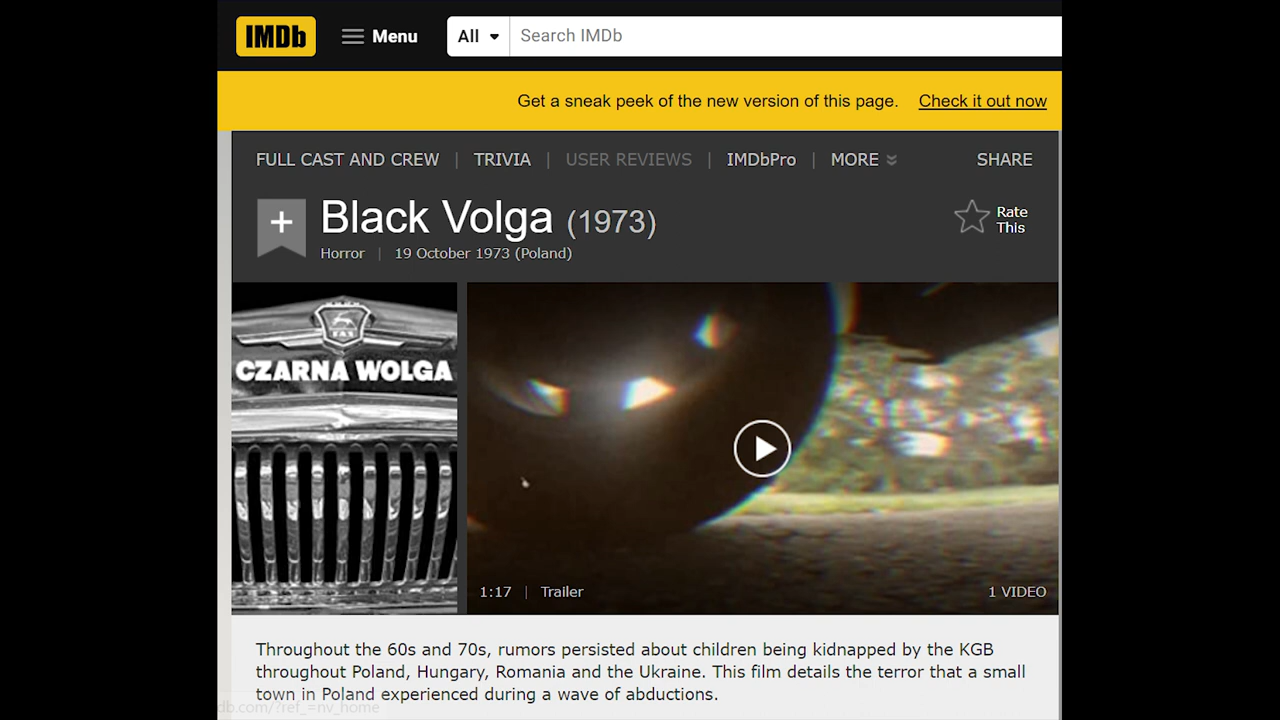 IMDb Menu All Search IMDb
Get a sneak peek of the new version of this page. Check it out now
FULL CAST AND CREW | TRIVIA | USER REVIEWS | IMDbPro | MORE SHARE
Black Volga (1973)
Rate
This
Horror | 19 October 1973 (Poland)
CZARNA WOLGA
1:17 | Trailer
1 VIDEO
Throughout the 60s and 70s, rumors persisted about children being kidnapped by the KGB
throughout Poland, Hungary, Romania and the Ukraine. This film details the terror that a small
town in Poland experienced during a wave of abductions.
db.com/?ref_=nv_home